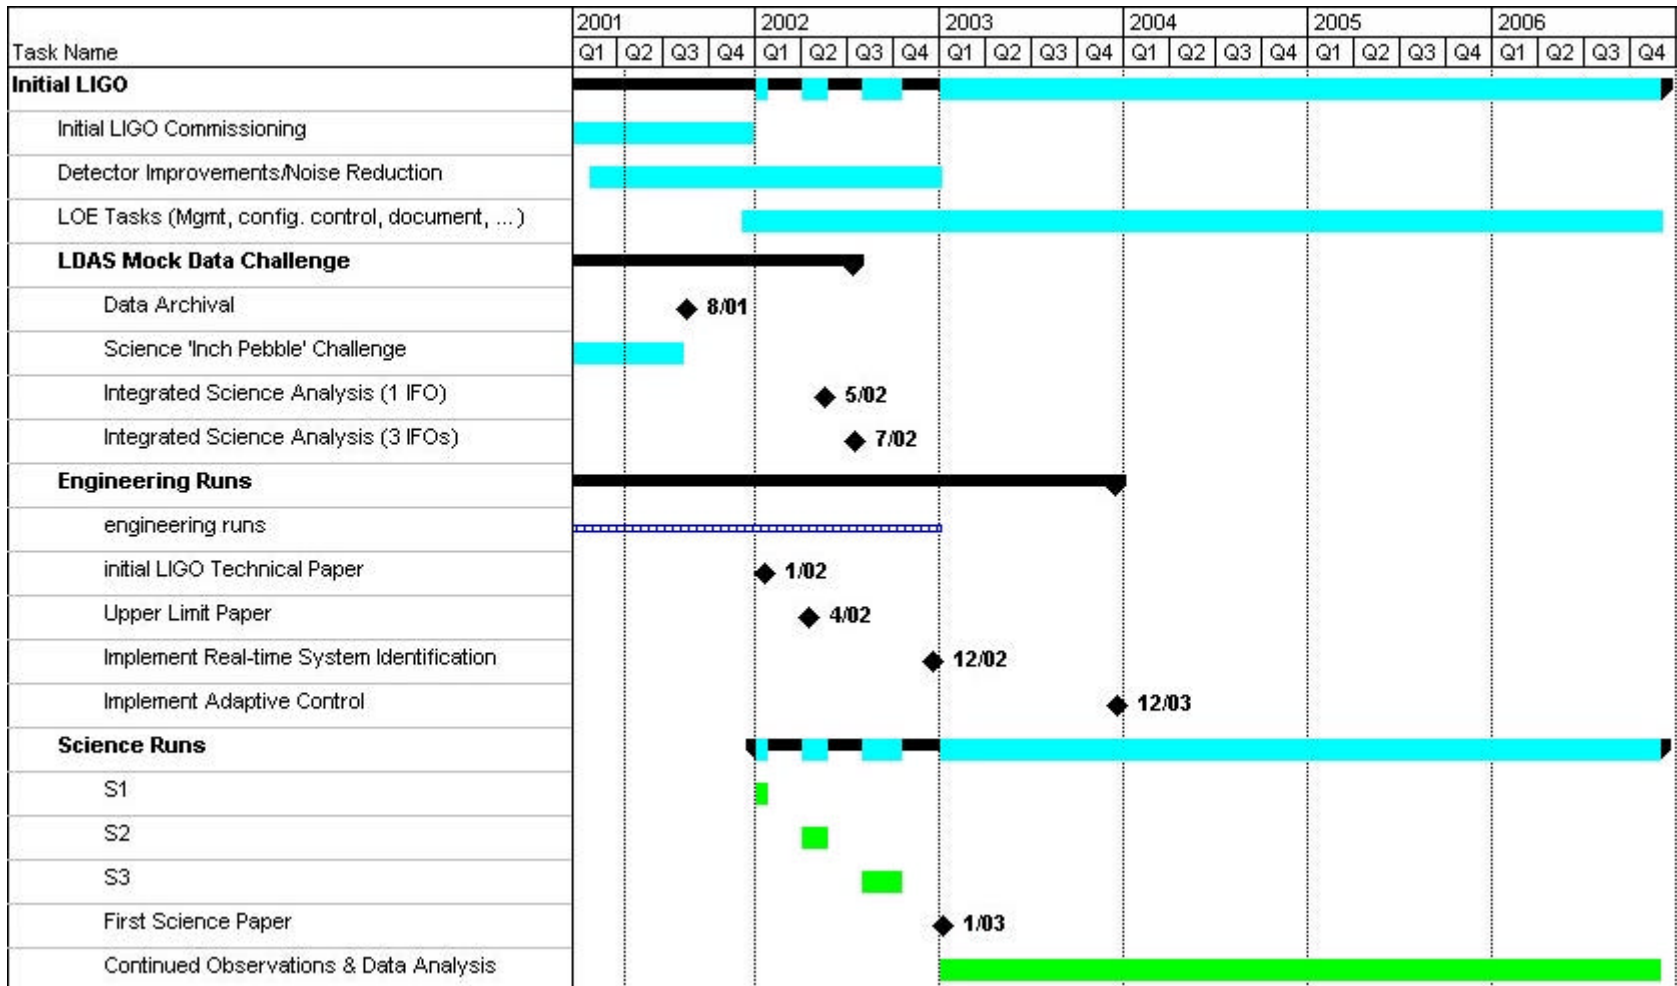 2001 2002 2003 2004 2005 2006
Task Name Q1 Q2 Q3 Q4 Q1 Q2 Q3 Q4 Q1 Q2 Q3 Q4 Q1 Q2 Q3 Q4 Q1 Q2 Q3 Q4 Q1 Q2 Q3 Q4
Initial LIGO
Initial LIGO Commissioning
Detector Improvements/Noise Reduction
LOE Tasks (Mgmt, config. control, document, ...)
LDAS Mock Data Challenge
Data Archival 8/01
Science 'Inch Pebble' Challenge
Integrated Science Analysis (1 IFO) 5/02
Integrated Science Analysis (3 IFOs) 7/02
Engineering Runs
engineering runs
initial LIGO Technical Paper 1/02
Upper Limit Paper 4/02
Implement Real-time System Identification 12/02
Implement Adaptive Control 12/03
Science Runs
S1
S2
S3
First Science Paper 1/03
Continued Observations & Data Analysis